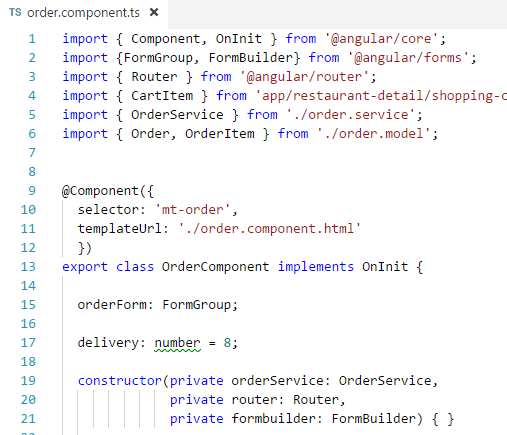 TS order.component.ts ×
1 import { Component, OnInit } from '@angular/core';
2 import {FormGroup, FormBuilder} from '@angular/forms';
3 import { Router } from '@angular/router';
4 import { CartItem } from 'app/restaurant-detail/shopping-c
5 import { OrderService } from './order.service';
6 import { Order, OrderItem } from './order.model';
7
8
9 @Component({
10 selector: 'mt-order',
11 templateUrl: './order.component.html'
12 })
13 export class OrderComponent implements OnInit {
14
15 orderForm: FormGroup;
16
17 delivery: number = 8;
18
19 constructor(private orderService: OrderService,
20 private router: Router,
21 private formbuilder: FormBuilder) { }